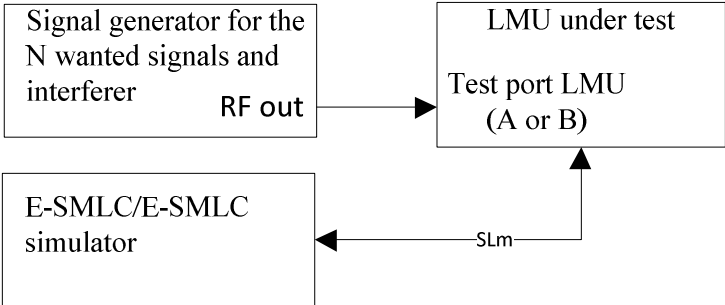 Signal generator for the
N wanted signals and
interferer
RF out
LMU under test
Test port LMU
(A or B)
E-SMLC/E-SMLC
simulator
SLm